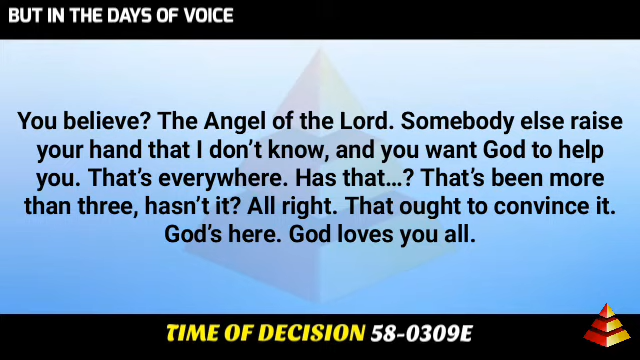 BUT IN THE DAYS OF VOICE
You believe? The Angel of the Lord. Somebody else raise
your hand that I don’t know, and you want God to help
you. That’s everywhere. Has that…? That’s been more
than three, hasn’t it? All right. That ought to convince it.
God’s here. God loves you all.
TIME OF DECISION 58-0309E